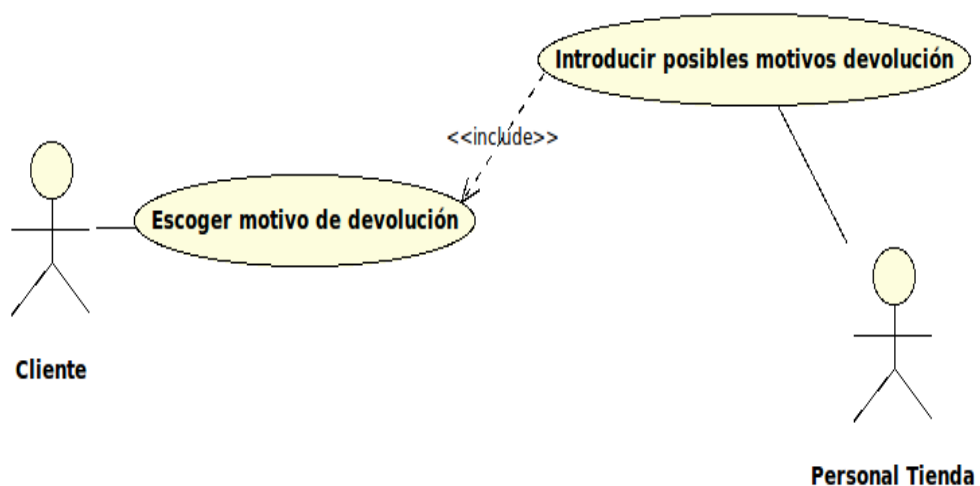 Introducir posibles motivos devolución
<<include>>
Escoger motivo de devolución
Cliente
Personal Tienda